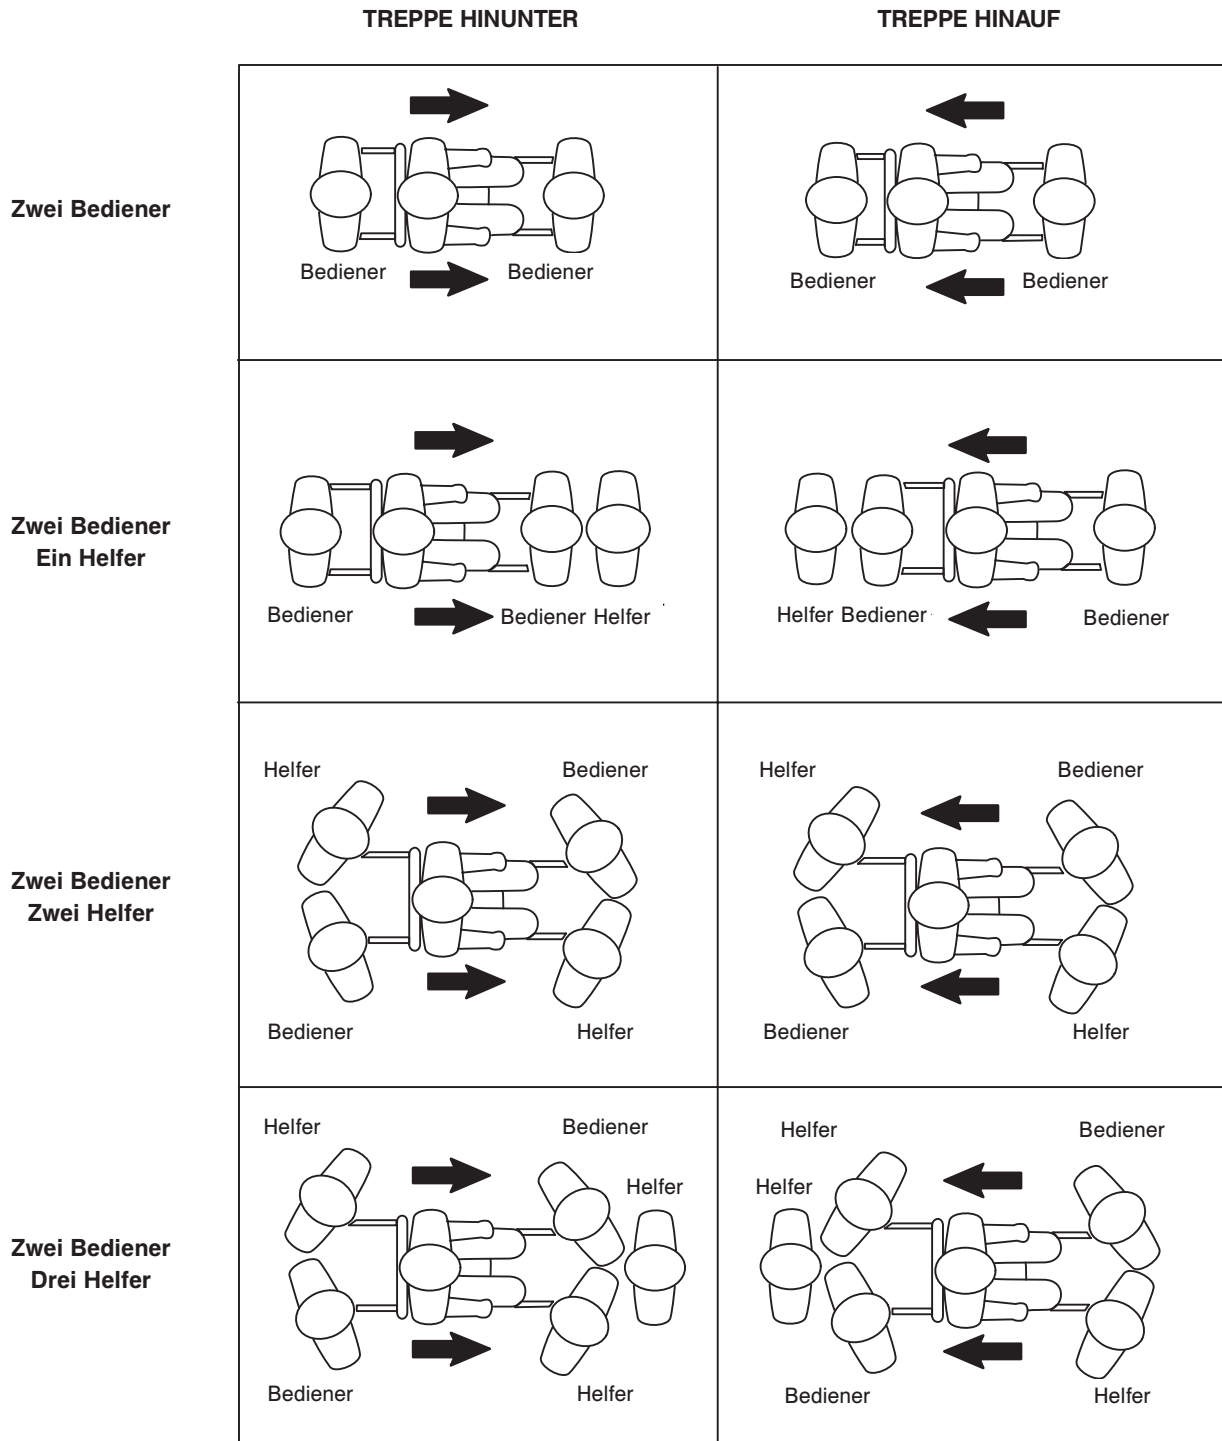 TREPPE HINUNTER
TREPPE HINAUF
Zwei Bediener
Bediener
Bediener
Bediener
Bediener
Zwei Bediener
Ein Helfer
Bediener
Bediener Helfer
Helfer Bediener
Bediener
Zwei Bediener
Zwei Helfer
Helfer
Bediener
Bediener
Helfer
Helfer
Bediener
Bediener
Helfer
Zwei Bediener
Drei Helfer
Helfer
Bediener
Helfer
Bediener
Helfer
Helfer
Bediener
Helfer
Bediener
Helfer